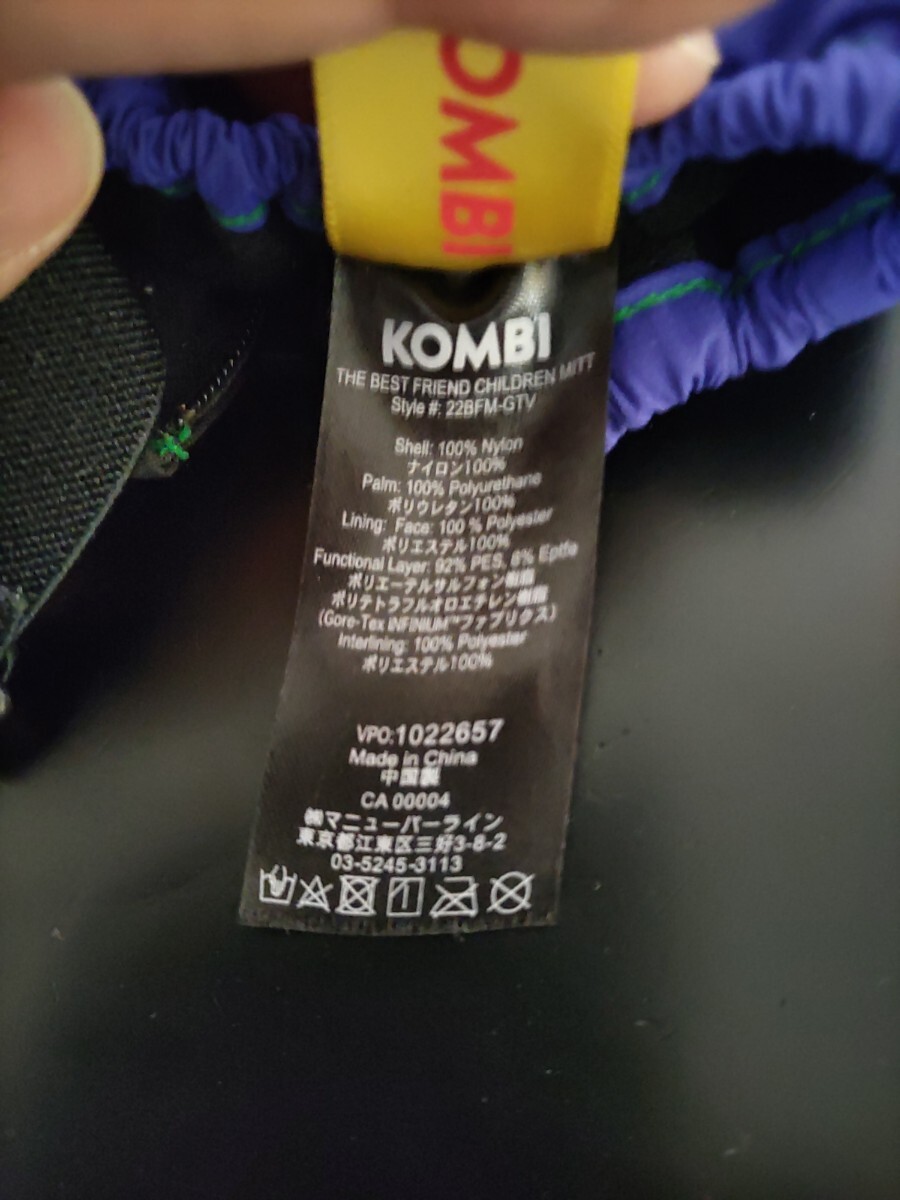 OMBI
KOMBI
THE BEST FRIEND CHILDREN MITT
Style #: 22BFM-GTV
Shell: 100% Nylon
ナイロン100%
Palm: 100% Polyurethane
ポリウレタン100%
Lining: Face: 100 % Polyester
ポリエステル100%
Functional Layer: 92% PES, 8% Eptfe
ポリエーテルサルフォン樹脂
ポリテトラフルオロエチレン樹脂
(Gore-Tex INFINIUM™ファブリクス)
Interlining: 100% Polyester
ポリエステル100%
VPO:1022657
Made in China
中国製
CA 00004
㈱マニューバーライン
東京都江東区三好3-8-2
03-5245-3113